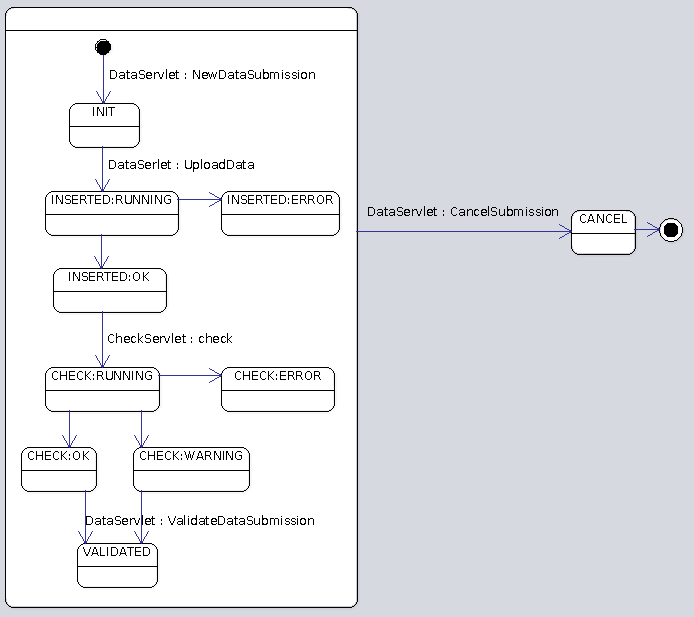 DataServlet : NewDataSubmission
INIT
DataSerlet : UploadData
INSERTED:RUNNING
INSERTED:ERROR
DataServlet : CancelSubmission
CANCEL
INSERTED:OK
CheckServlet : check
CHECK:RUNNING
CHECK:ERROR
CHECK:OK
CHECK:WARNING
DataServlet : ValidateDataSubmission
VALIDATED